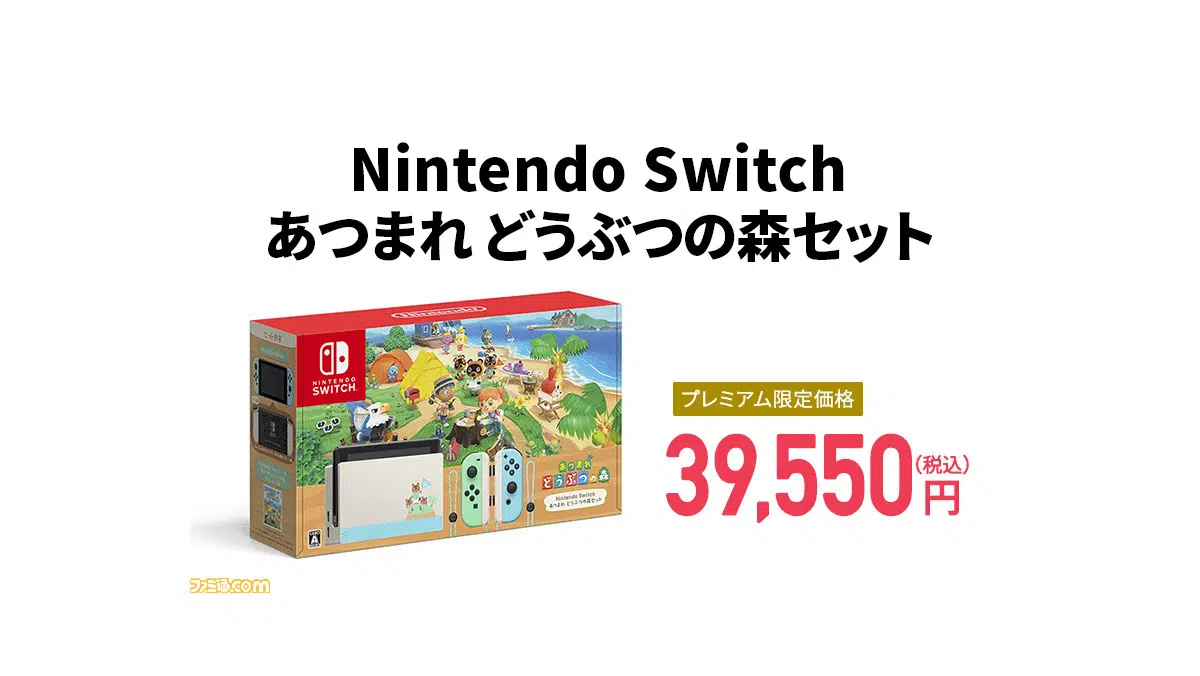 Nintendo Switch
あつまれ どうぶつの森セット
Nintendo
NINTENDO
SWITCH
プレミアム限定価格
39,550円(税込)
あつまれ
どうぶつの森
Nintendo Switch
あつまれ どうぶつの森セット
A
ファミ通.com